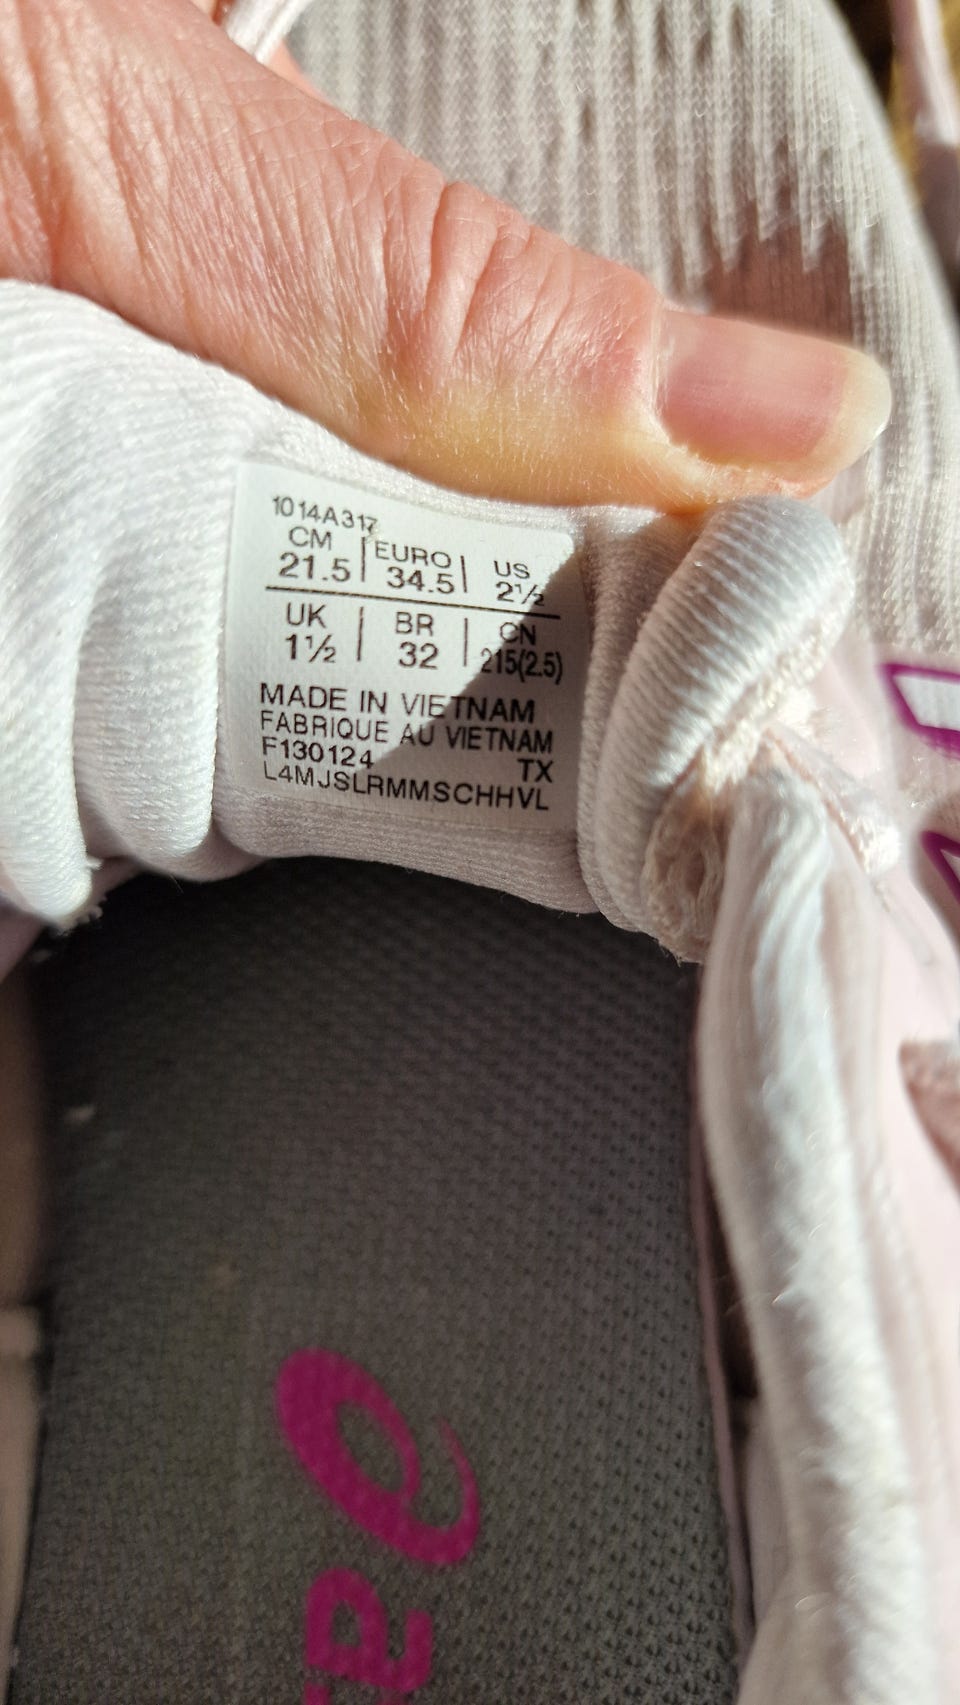 1014A317
CM EURO US
21.5 34.5 2½
UK BR CN
1½ 32 215(2.5)
MADE IN VIETNAM
FABRIQUE AU VIETNAM
F130124 TX
L4MJSLRMMSCHHVL